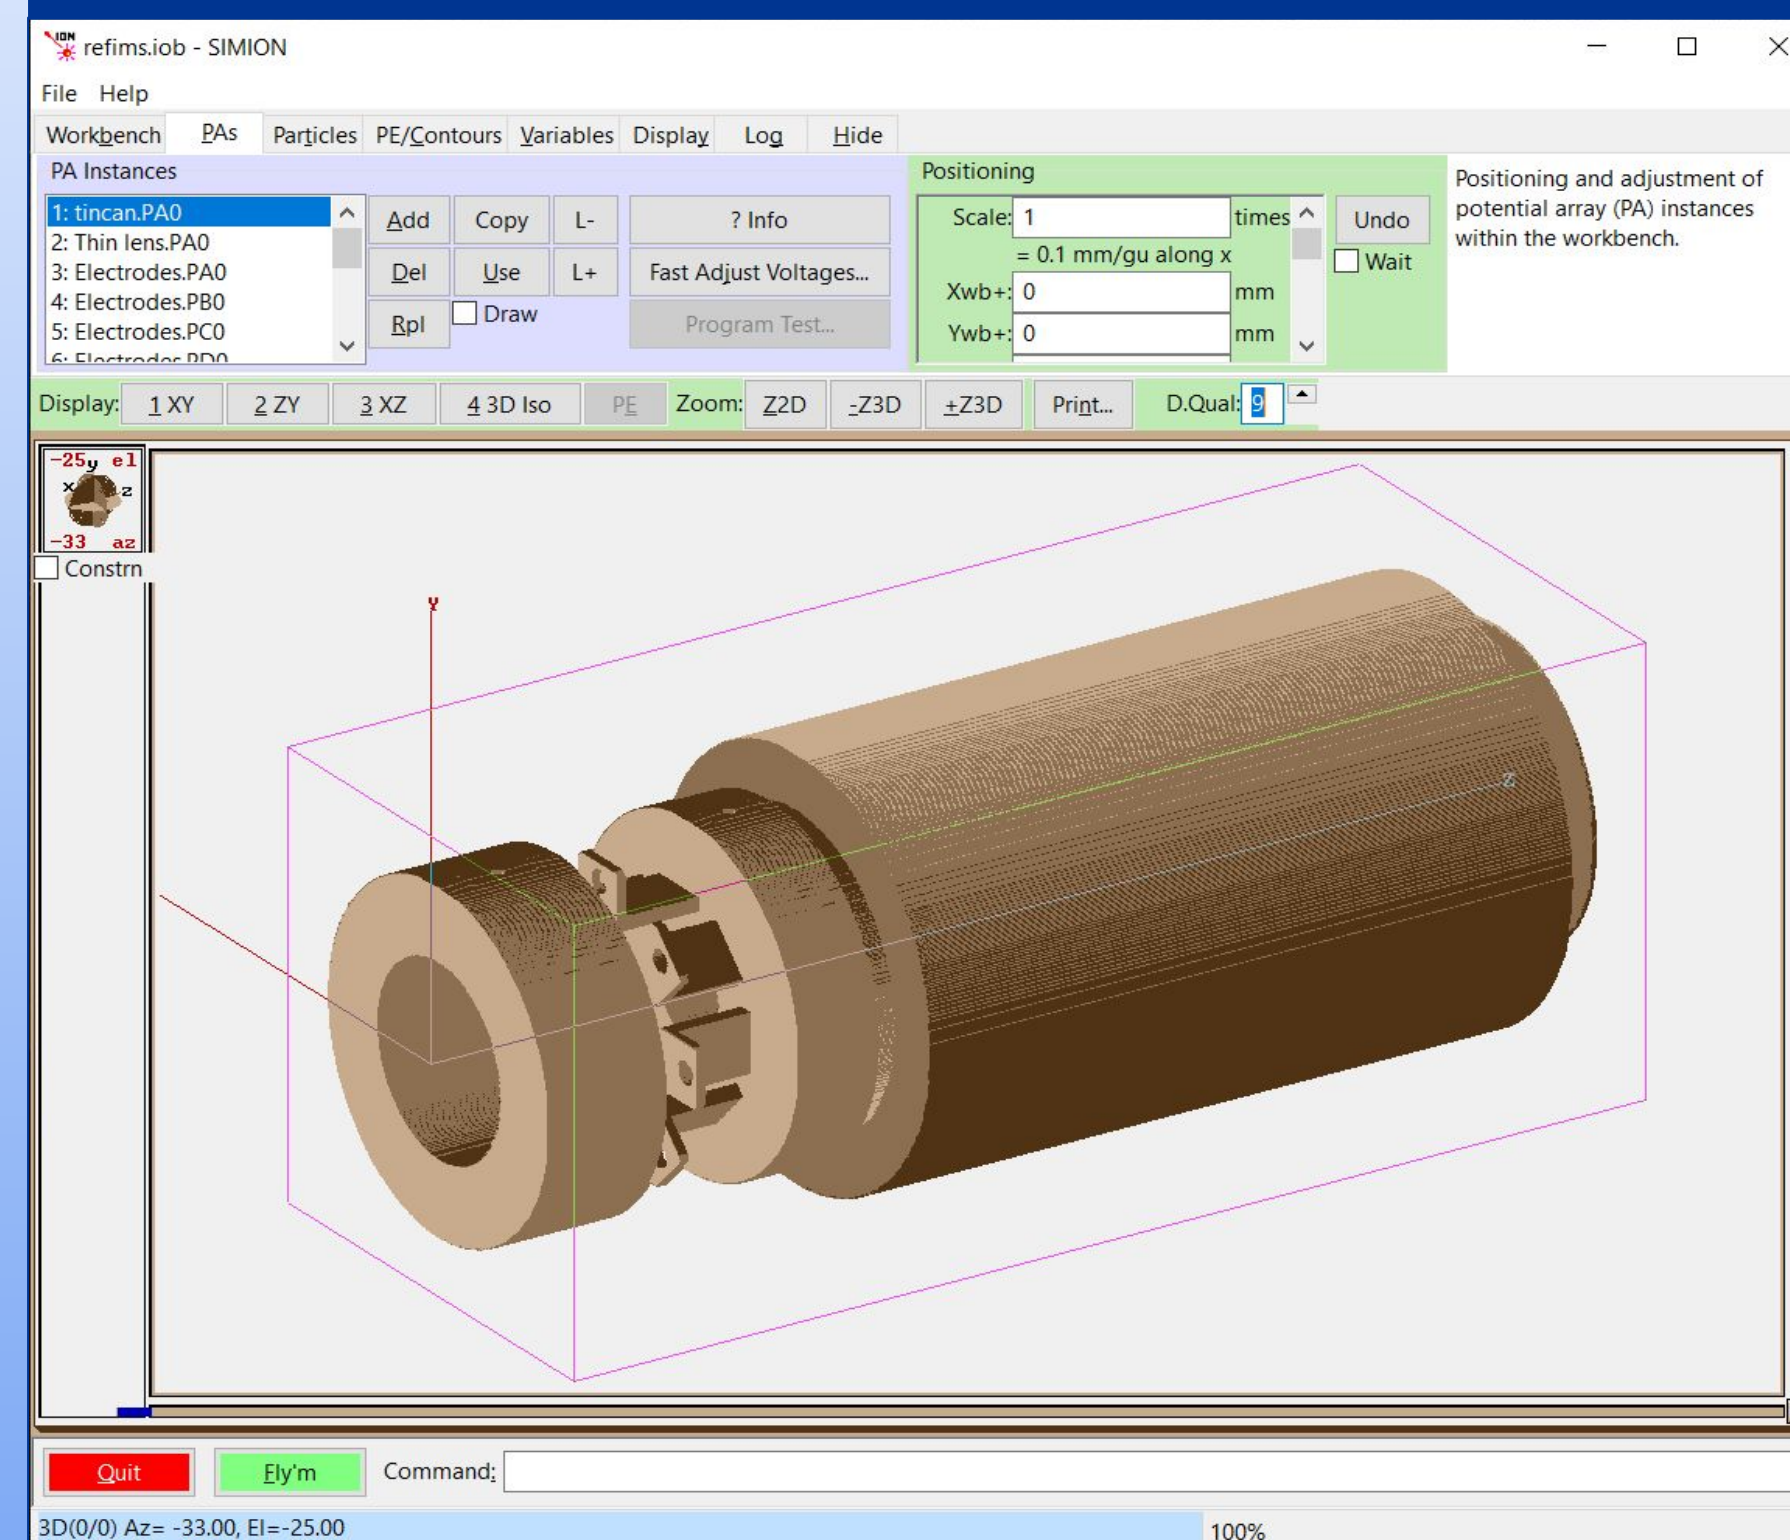 ION
refims.iob - SIMION
File Help
Workbench PAs Particles PE/Contours Variables Display Log Hide
PA Instances
1: tincan.PA0
2: Thin lens.PA0
3: Electrodes.PA0
4: Electrodes.PB0
5: Electrodes.PC0
6: Electrodes.PD0
Add Copy L- ? Info
Del Use L+ Fast Adjust Voltages...
Rpl Draw Program Test...
Positioning
Scale: 1 times Undo
= 0.1 mm/gu along x Wait
Xwb+: 0 mm
Ywb+: 0 mm
Positioning and adjustment of
potential array (PA) instances
within the workbench.
Display: 1 XY 2 ZY 3 XZ 4 3D Iso PE Zoom: Z2D -Z3D +Z3D Print... D.Qual: 9
-25 y el
x z
-33 az
Constrn
Y
Z
Quit Fly'm Command:
3D(0/0) Az= -33.00, El=-25.00 100%